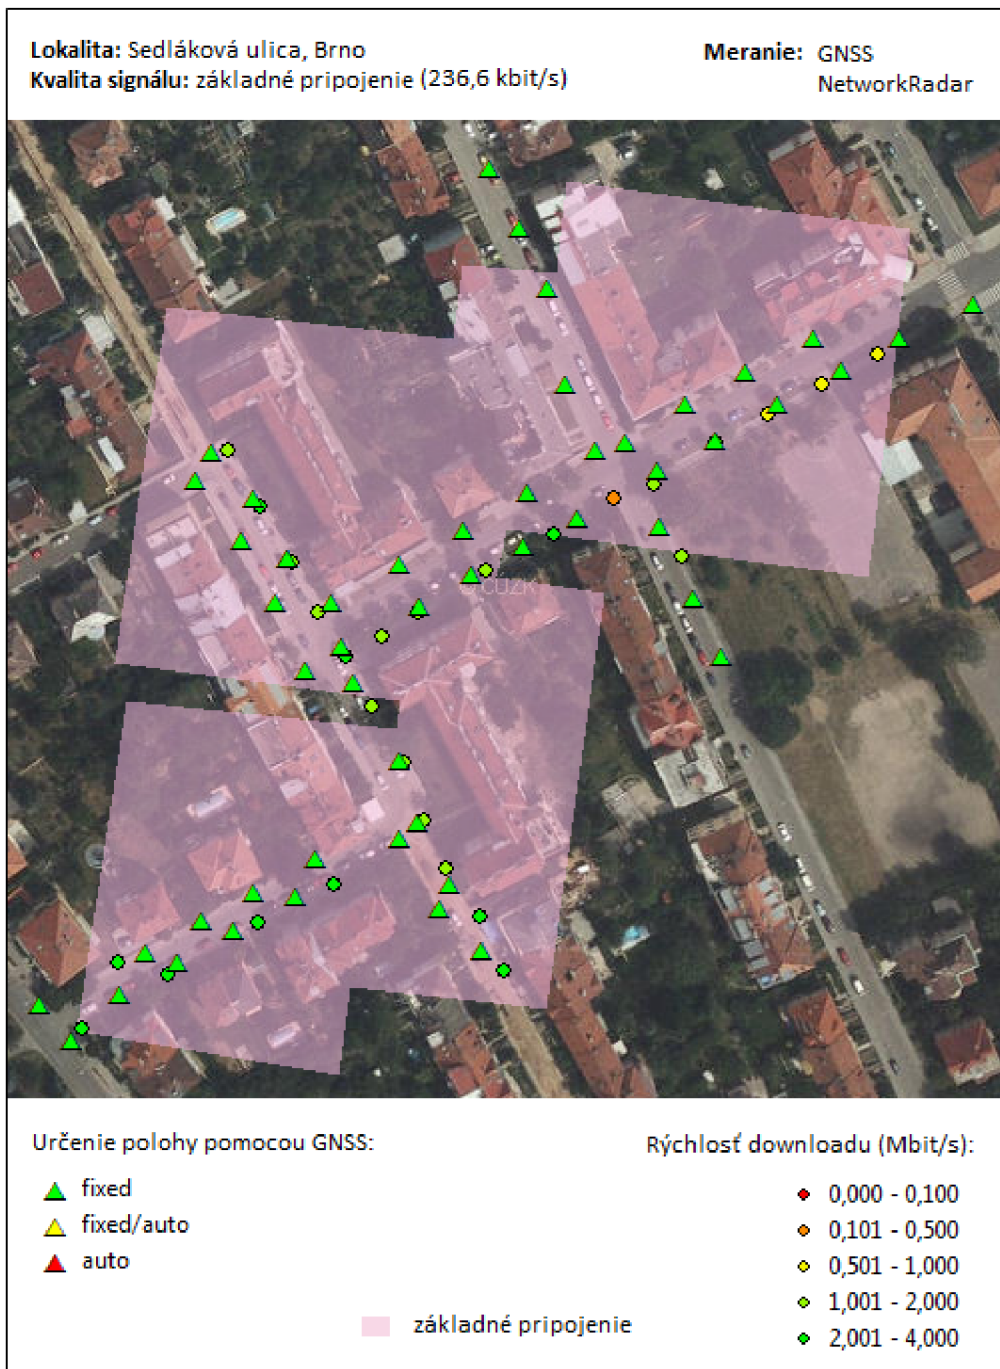 Lokalita: Sedláková ulica, Brno
Kvalita signálu: základné pripojenie (236,6 kbit/s)
Meranie: GNSS
NetworkRadar
© ČÚZK
Určenie polohy pomocou GNSS:
fixed
fixed/auto
auto
základné pripojenie
Rýchlosť downloadu (Mbit/s):
0,000 - 0,100
0,101 - 0,500
0,501 - 1,000
1,001 - 2,000
2,001 - 4,000